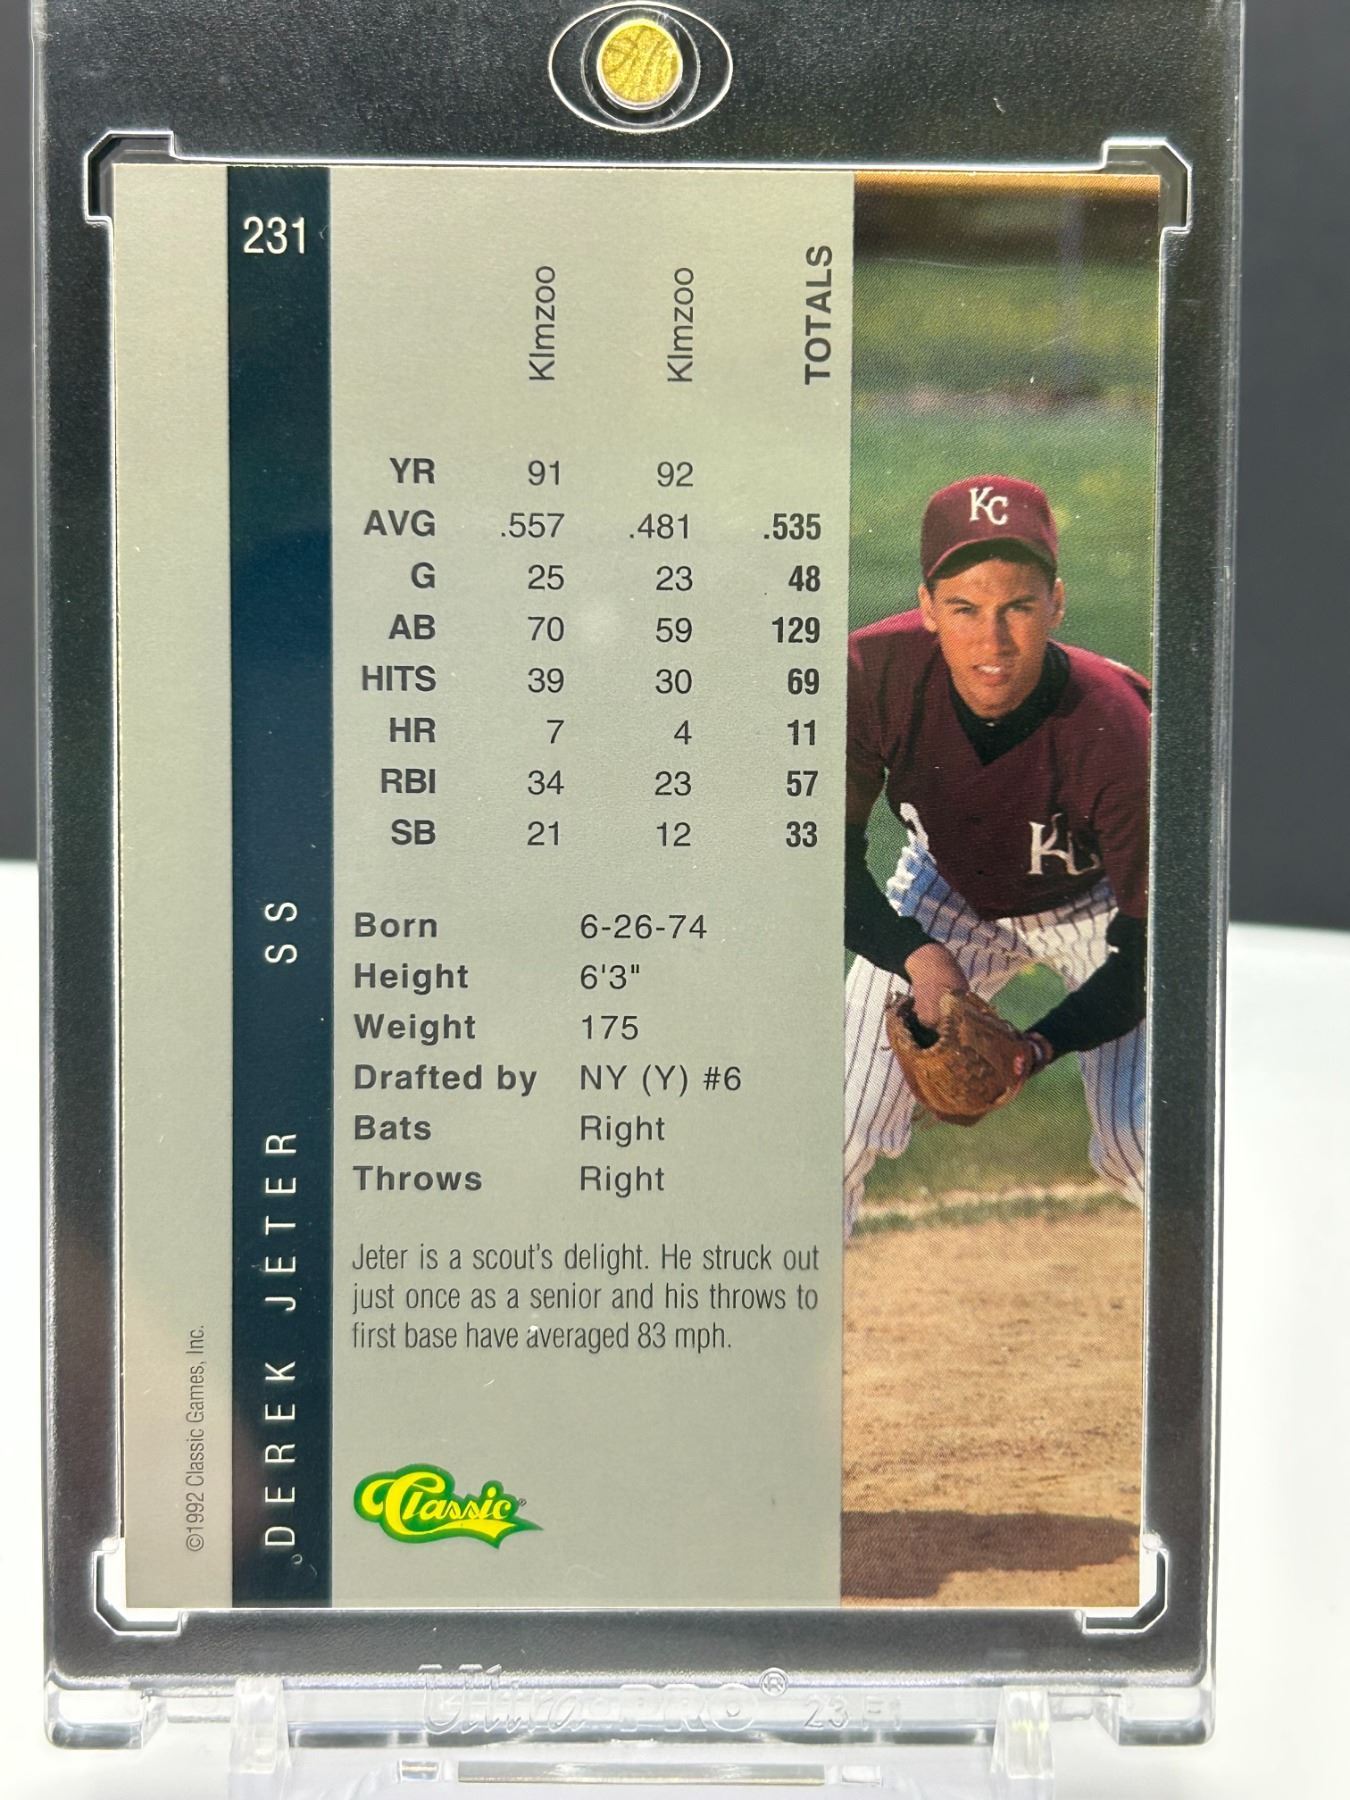 231
Klmzoo Klmzoo TOTALS
YR 91 92
AVG .557 .481 .535
G 25 23 48
AB 70 59 129
HITS 39 30 69
HR 7 4 11
RBI 34 23 57
SB 21 12 33
Born 6-26-74
Height 6'3"
Weight 175
Drafted by NY (Y) #6
Bats Right
Throws Right
Jeter is a scout's delight. He struck out
just once as a senior and his throws to
first base have averaged 83 mph.
Classic®
DEREK JETER SS
©1992 Classic Games, Inc.
KC
KC
Ultra PRO®